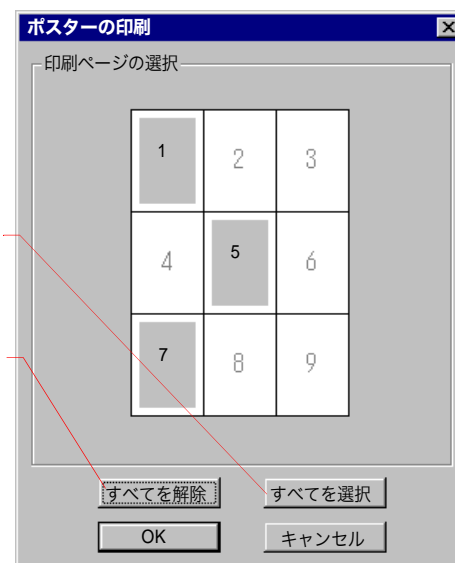 ポスターの印刷
印刷ページの選択
1 2 3
4 5 6
7 8 9
すべてを解除 すべてを選択
OK キャンセル